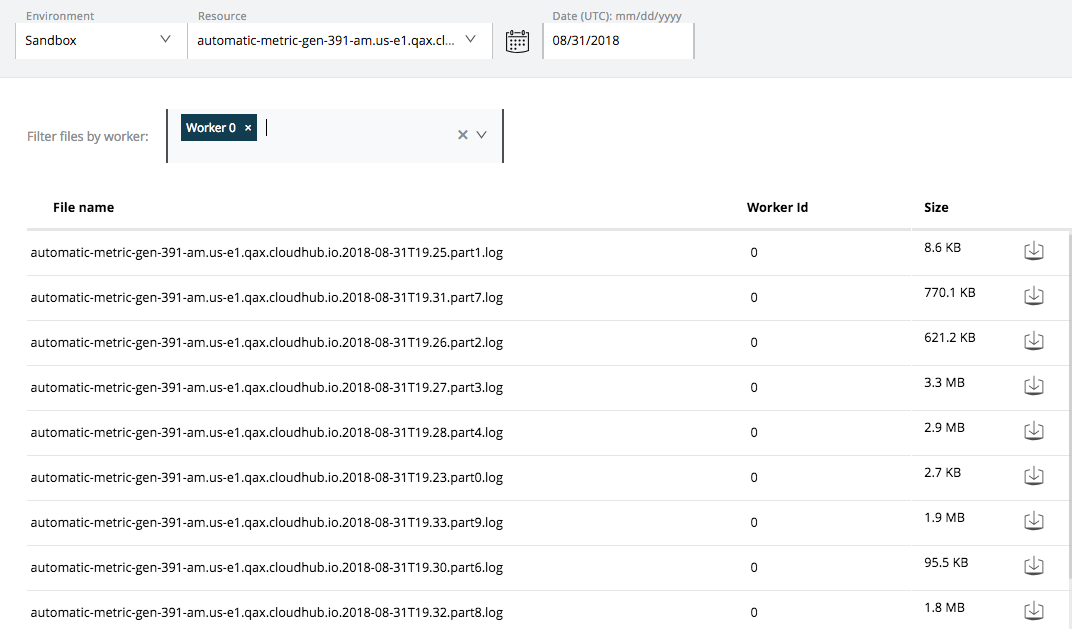 Environment Resource Date (UTC): mm/dd/yyyy
Sandbox automatic-metric-gen-391-am.us-e1.qax.cl... 08/31/2018
Filter files by worker: Worker 0 ×
File name Worker Id Size
automatic-metric-gen-391-am.us-e1.qax.cloudhub.io.2018-08-31T19.25.part1.log 0 8.6 KB
automatic-metric-gen-391-am.us-e1.qax.cloudhub.io.2018-08-31T19.31.part7.log 0 770.1 KB
automatic-metric-gen-391-am.us-e1.qax.cloudhub.io.2018-08-31T19.26.part2.log 0 621.2 KB
automatic-metric-gen-391-am.us-e1.qax.cloudhub.io.2018-08-31T19.27.part3.log 0 3.3 MB
automatic-metric-gen-391-am.us-e1.qax.cloudhub.io.2018-08-31T19.28.part4.log 0 2.9 MB
automatic-metric-gen-391-am.us-e1.qax.cloudhub.io.2018-08-31T19.23.part0.log 0 2.7 KB
automatic-metric-gen-391-am.us-e1.qax.cloudhub.io.2018-08-31T19.33.part9.log 0 1.9 MB
automatic-metric-gen-391-am.us-e1.qax.cloudhub.io.2018-08-31T19.30.part6.log 0 95.5 KB
automatic-metric-gen-391-am.us-e1.qax.cloudhub.io.2018-08-31T19.32.part8.log 0 1.8 MB